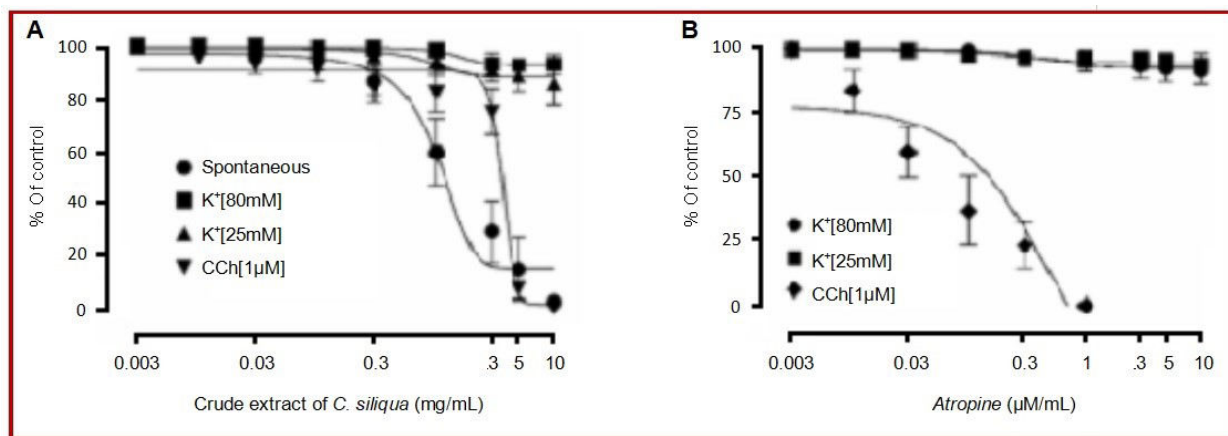 A
% Of control
100
80
60
40
20
0
Spontaneous
K⁺[80mM]
K⁺[25mM]
CCh[1µM]
0.003 0.03 0.3 .3 5 10
Crude extract of C. siliqua (mg/mL)
B
% Of control
100
75
50
25
0
K⁺[80mM]
K⁺[25mM]
CCh[1µM]
0.003 0.03 0.3 1 .3 5 10
Atropine (µM/mL)